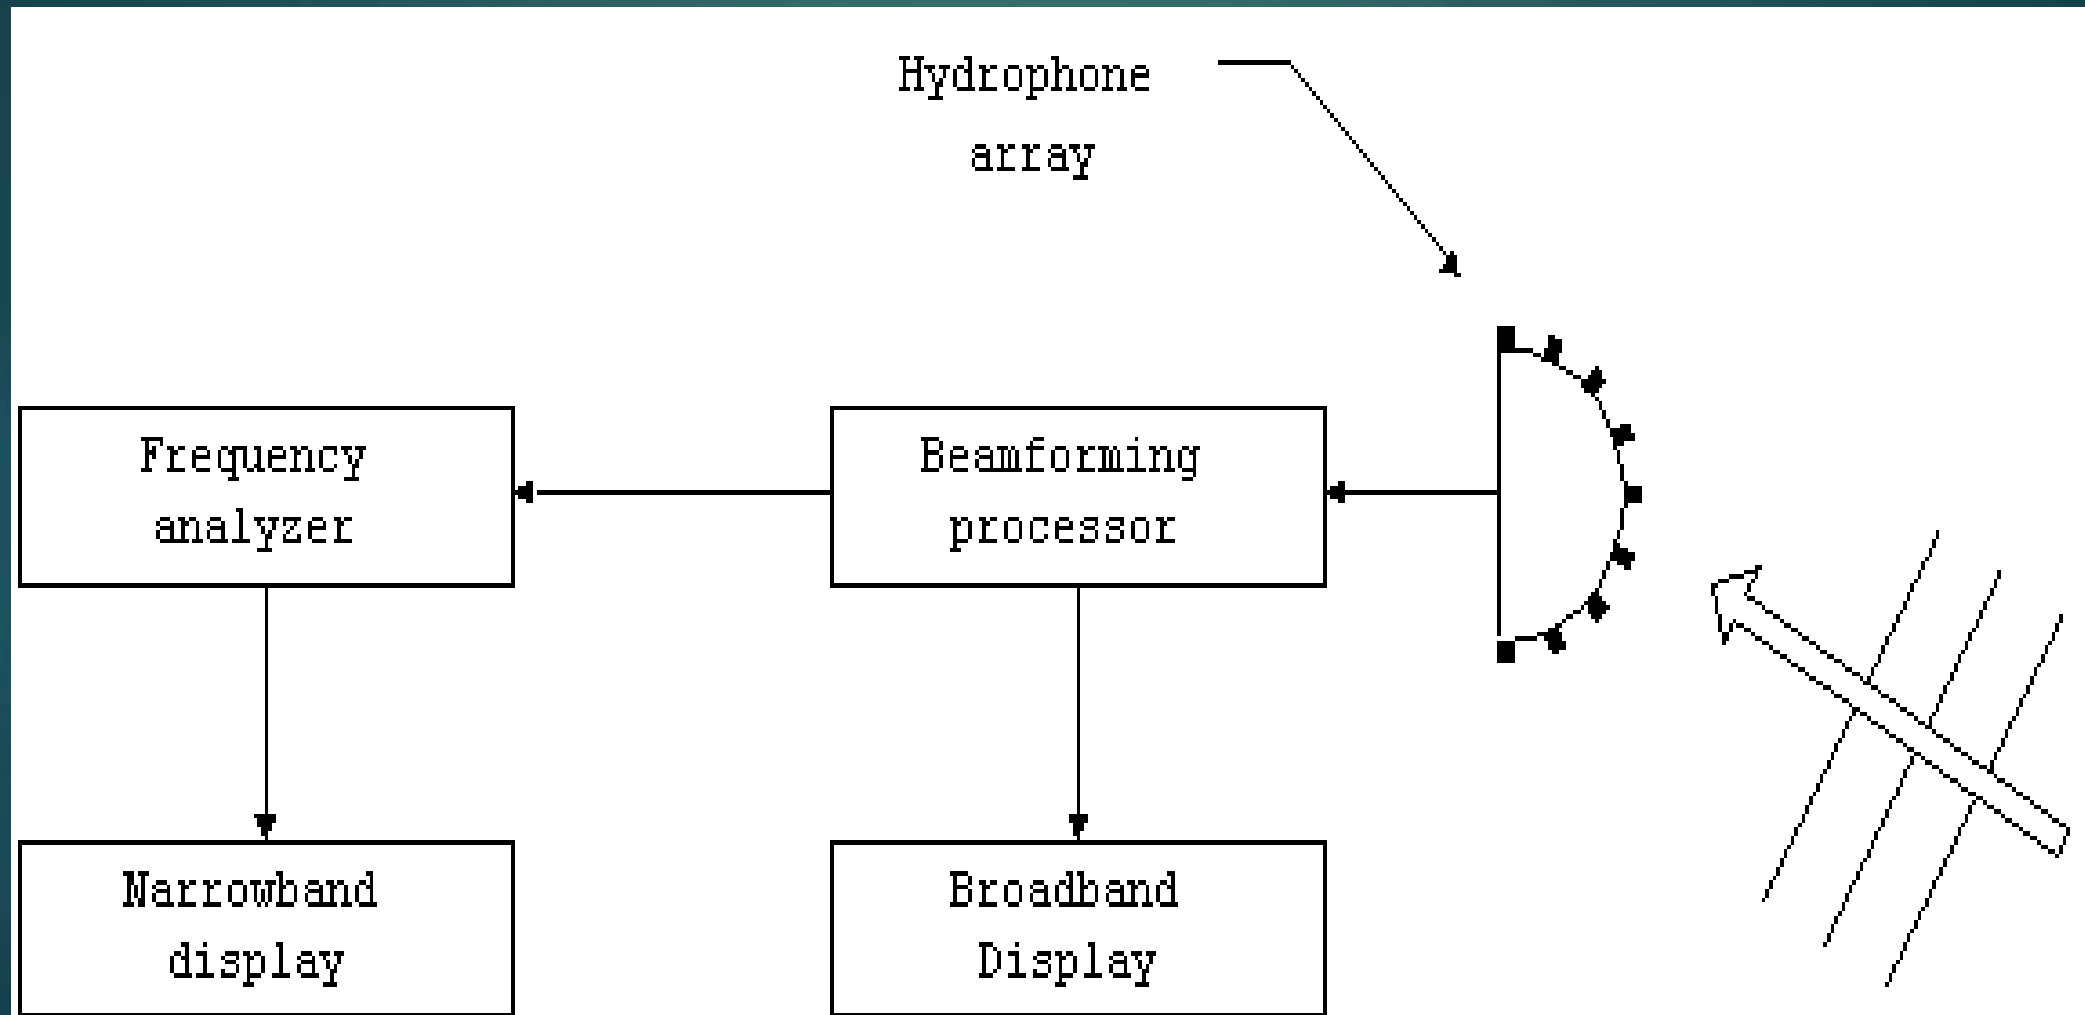 Hydrophone
array
Frequency
analyzer
Beamforming
processor
Narrowband
display
Broadband
Display